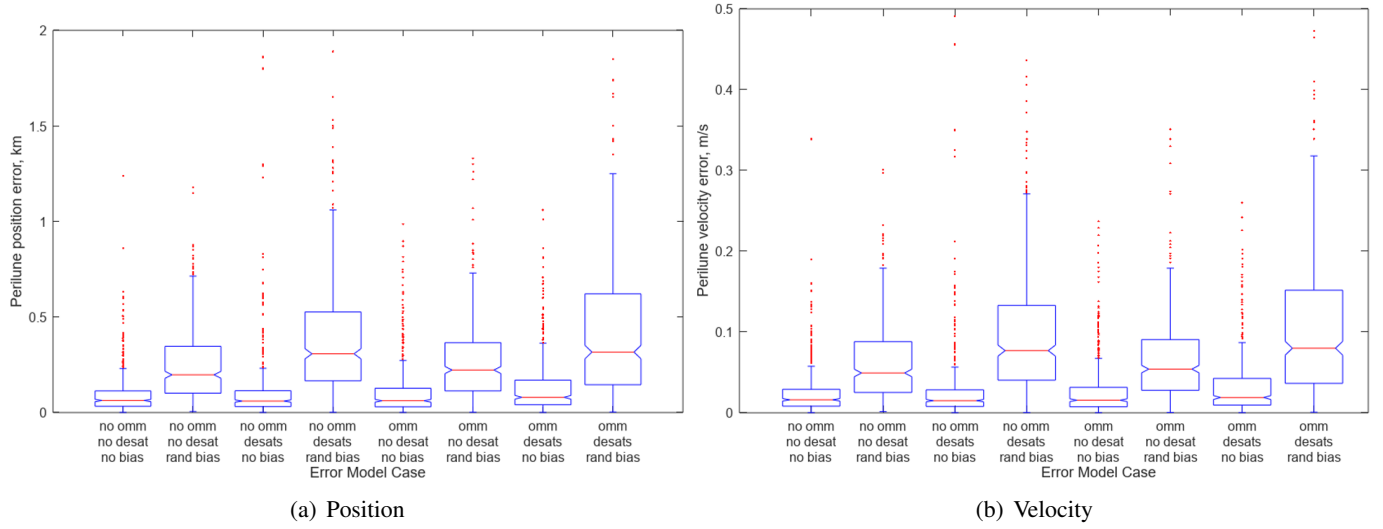 Perilune position error, km
2
1.5
1
0.5
0
no omm no omm no omm no omm omm omm omm omm
no desat no desat desats desats no desat no desat desats desats
no bias rand bias no bias rand bias no bias rand bias no bias rand bias
Error Model Case
(a) Position
Perilune velocity error, m/s
0.5
0.4
0.3
0.2
0.1
0
no omm no omm no omm no omm omm omm omm omm
no desat no desat desats desats no desat no desat desats desats
no bias rand bias no bias rand bias no bias rand bias no bias rand bias
Error Model Case
(b) Velocity